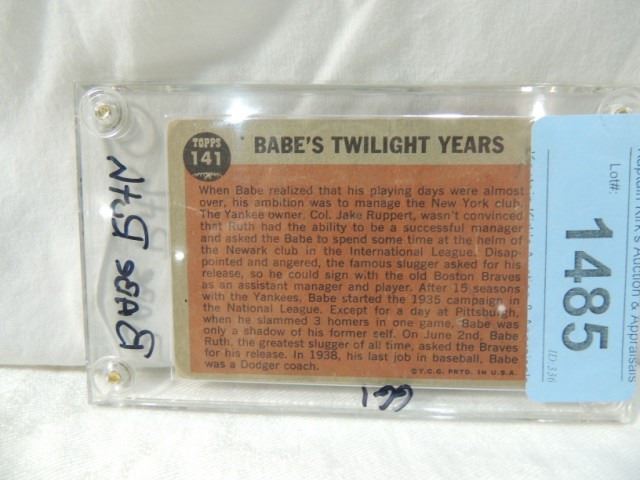 TOPPS
141
BABE'S TWILIGHT YEARS
When Babe realized that his playing days were almost
over, his ambition was to manage the New York club.
The Yankee owner, Col. Jake Ruppert, wasn't convinced
that Ruth had the ability to be a successful manager
and asked the Babe to spend some time at the helm of
the Newark club in the International League. Disap-
pointed and angered, the famous slugger asked for his
release, so he could sign with the old Boston Braves
as an assistant manager and player. After 15 seasons
with the Yankees, Babe started the 1935 campaign in
the National League. Except for a day at Pittsburgh,
when he slammed 3 homers in one game, Babe was
only a shadow of his former self. On June 2nd, Babe
Ruth, the greatest slugger of all time, asked the Braves
for his release. In 1938, his last job in baseball, Babe
was a Dodger coach.
©T.C.G. PRTD. IN U.S.A.
BABE Ruth
Lot#:
1485
ID 336
Kirk's Auction & Appraisals